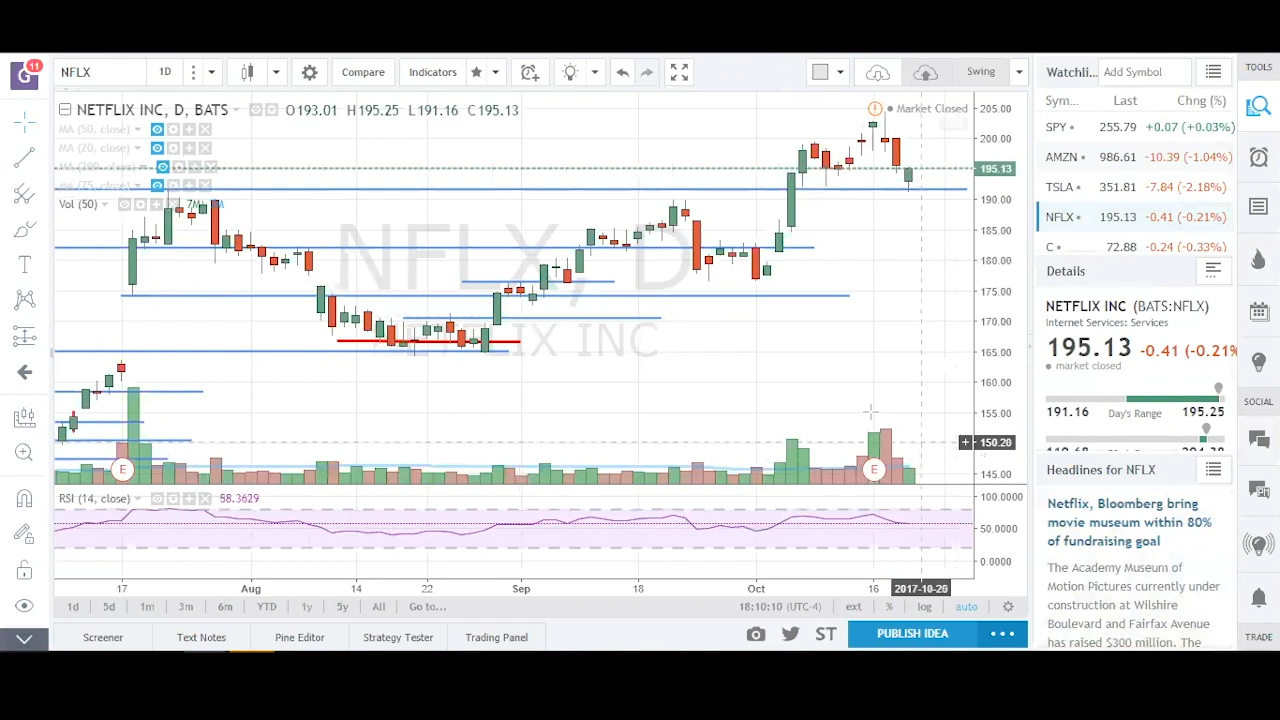 G 11
NFLX 1D Compare Indicators Swing
NETFLIX INC, D, BATS O193.01 H195.25 L191.16 C195.13
MA (50, close)
MA (20, close)
Vol (50)
Market Closed
NFLX, D
NETFLIX INC
205.00
200.00
195.13
190.00
185.00
180.00
175.00
170.00
165.00
160.00
155.00
150.20
145.00
E E
RSI (14, close) 58.3629
100.0000
50.0000
0.0000
17 Aug 14 22 Sep 18 Oct 16 2017-10-20
1d 5d 1m 3m 6m YTD 1y 5y All Go to... 18:10:10 (UTC-4) ext % log auto
Screener Text Notes Pine Editor Strategy Tester Trading Panel ST PUBLISH IDEA
Watchli... Add Symbol
Sym... Last Chng (%)
SPY 255.79 +0.07 (+0.03%)
AMZN 986.61 -10.39 (-1.04%)
TSLA 351.81 -7.84 (-2.18%)
NFLX 195.13 -0.41 (-0.21%)
C 72.88 -0.24 (-0.33%)
Details
NETFLIX INC (BATS:NFLX)
Internet Services: Services
195.13 -0.41 (-0.21%
market closed
191.16 Day's Range 195.25
Headlines for NFLX
Netflix, Bloomberg bring
movie museum within 80%
of fundraising goal
The Academy Museum of
Motion Pictures currently under
construction at Wilshire
Boulevard and Fairfax Avenue
has raised $300 million. The
TOOLS
SOCIAL
TRADE